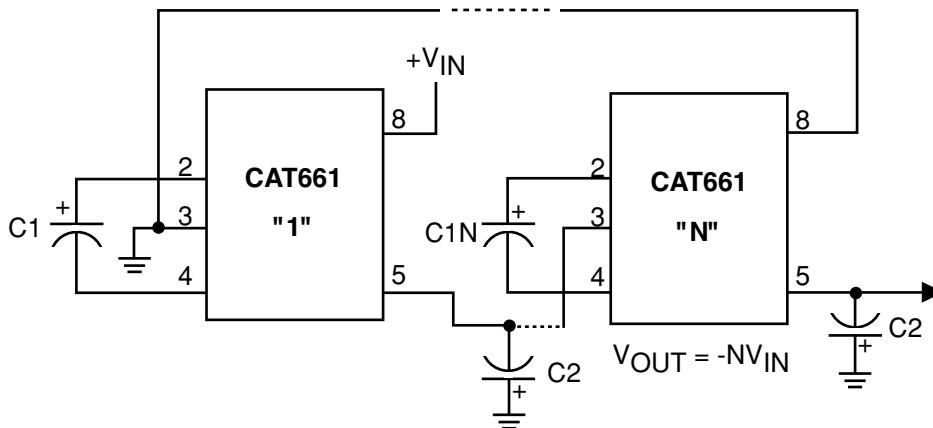 +VIN
8
8
2
CAT661
2
CAT661
+
3
"1"
+
3
"N"
C1
C1N
4
5
4
5
+
C2
+
C2
VOUT = -NVIN